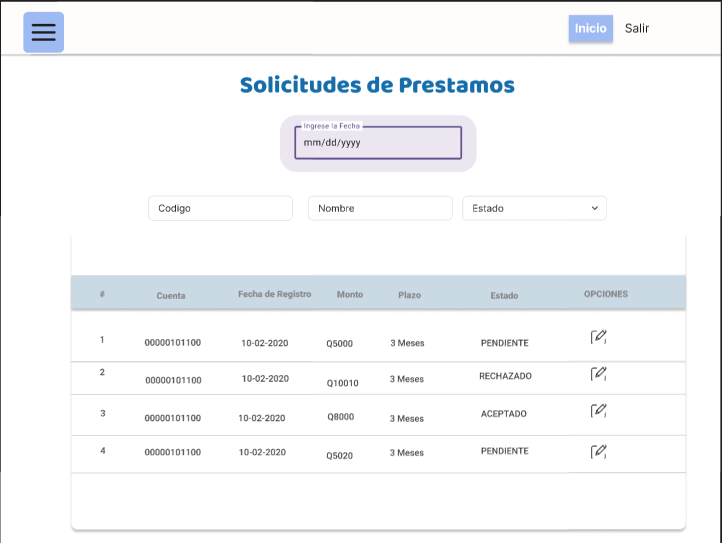 Inicio Salir
Solicitudes de Prestamos
Ingrese la Fecha
mm/dd/yyyy
Codigo Nombre Estado
# Cuenta Fecha de Registro Monto Plazo Estado OPCIONES
1 00000101100 10-02-2020 Q5000 3 Meses PENDIENTE
2 00000101100 10-02-2020 Q10010 3 Meses RECHAZADO
3 00000101100 10-02-2020 Q8000 3 Meses ACEPTADO
4 00000101100 10-02-2020 Q5020 3 Meses PENDIENTE